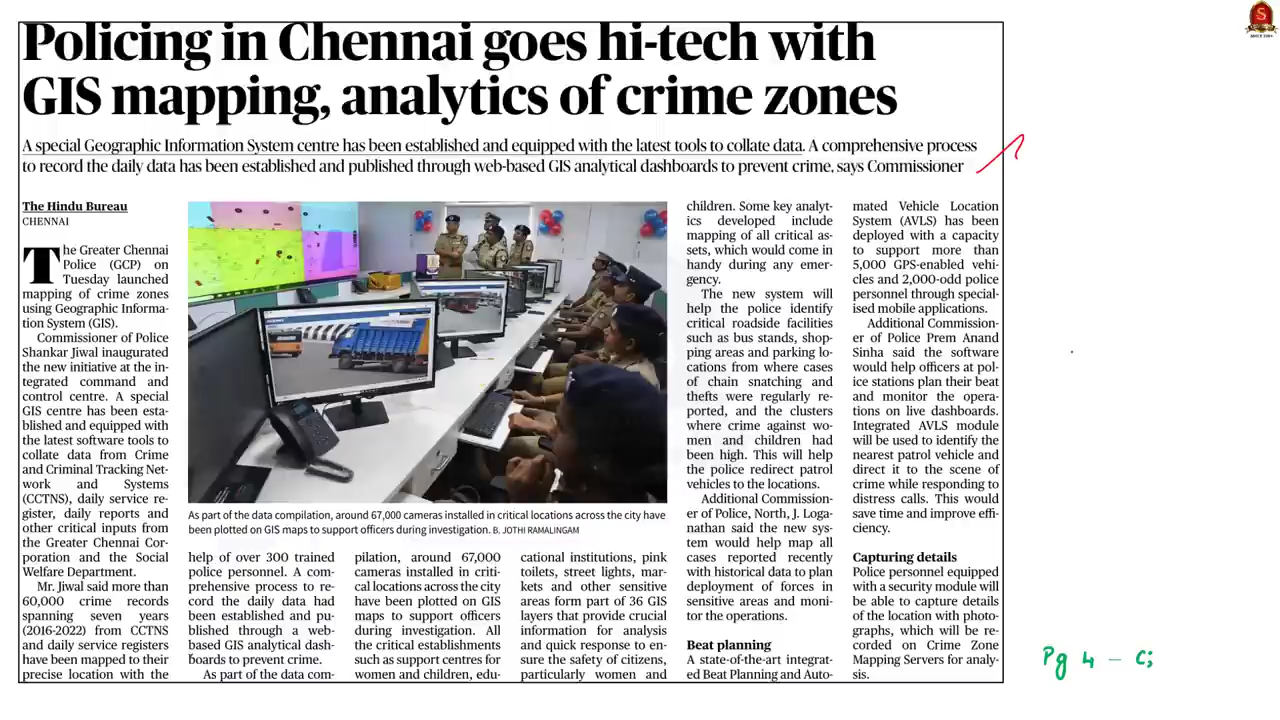 Policing in Chennai goes hi-tech with
GIS mapping, analytics of crime zones
A special Geographic Information System centre has been established and equipped with the latest tools to collate data. A comprehensive process
to record the daily data has been established and published through web-based GIS analytical dashboards to prevent crime, says Commissioner
The Hindu Bureau
CHENNAI
The Greater Chennai
Police (GCP) on
Tuesday launched
mapping of crime zones
using Geographic Informa-
tion System (GIS).
Commissioner of Police
Shankar Jiwal inaugurated
the new initiative at the in-
tegrated command and
control centre. A special
GIS centre has been esta-
blished and equipped with
the latest software tools to
collate data from Crime
and Criminal Tracking Net-
work and Systems
(CCTNS), daily service re-
gister, daily reports and
other critical inputs from
the Greater Chennai Cor-
poration and the Social
Welfare Department.
Mr. Jiwal said more than
60,000 crime records
spanning seven years
(2016-2022) from CCTNS
and daily service registers
have been mapped to their
precise location with the
As part of the data compilation, around 67,000 cameras installed in critical locations across the city have
been plotted on GIS maps to support officers during investigation. B. JOTHI RAMALINGAM
help of over 300 trained
police personnel. A com-
prehensive process to re-
cord the daily data had
been established and pu-
blished through a web-
based GIS analytical dash-
boards to prevent crime.
As part of the data com-
pilation, around 67,000
cameras installed in criti-
cal locations across the city
have been plotted on GIS
maps to support officers
during investigation. All
the critical establishments
such as support centres for
women and children, edu-
cational institutions, pink
toilets, street lights, mar-
kets and other sensitive
areas form part of 36 GIS
layers that provide crucial
information for analysis
and quick response to en-
sure the safety of citizens,
particularly women and
children. Some key analyt-
ics developed include
mapping of all critical as-
sets, which would come in
handy during any emer-
gency.
The new system will
help the police identify
critical roadside facilities
such as bus stands, shop-
ping areas and parking lo-
cations from where cases
of chain snatching and
thefts were regularly re-
ported, and the clusters
where crime against wo-
men and children had
been high. This will help
the police redirect patrol
vehicles to the locations.
Additional Commission-
er of Police, North, J. Loga-
nathan said the new sys-
tem would help map all
cases reported recently
with historical data to plan
deployment of forces in
sensitive areas and moni-
tor the operations.
Beat planning
A state-of-the-art integrat-
ed Beat Planning and Auto-
mated Vehicle Location
System (AVLS) has been
deployed with a capacity
to support more than
5,000 GPS-enabled vehi-
cles and 2,000-odd police
personnel through special-
ised mobile applications.
Additional Commission-
er of Police Prem Anand
Sinha said the software
would help officers at pol-
ice stations plan their beat
and monitor the opera-
tions on live dashboards.
Integrated AVLS module
will be used to identify the
nearest patrol vehicle and
direct it to the scene of
crime while responding to
distress calls. This would
save time and improve effi-
ciency.
Capturing details
Police personnel equipped
with a security module will
be able to capture details
of the location with photo-
graphs, which will be re-
corded on Crime Zone
Mapping Servers for analy-
sis.
Pg 4 - C;
S
SINCE 2004